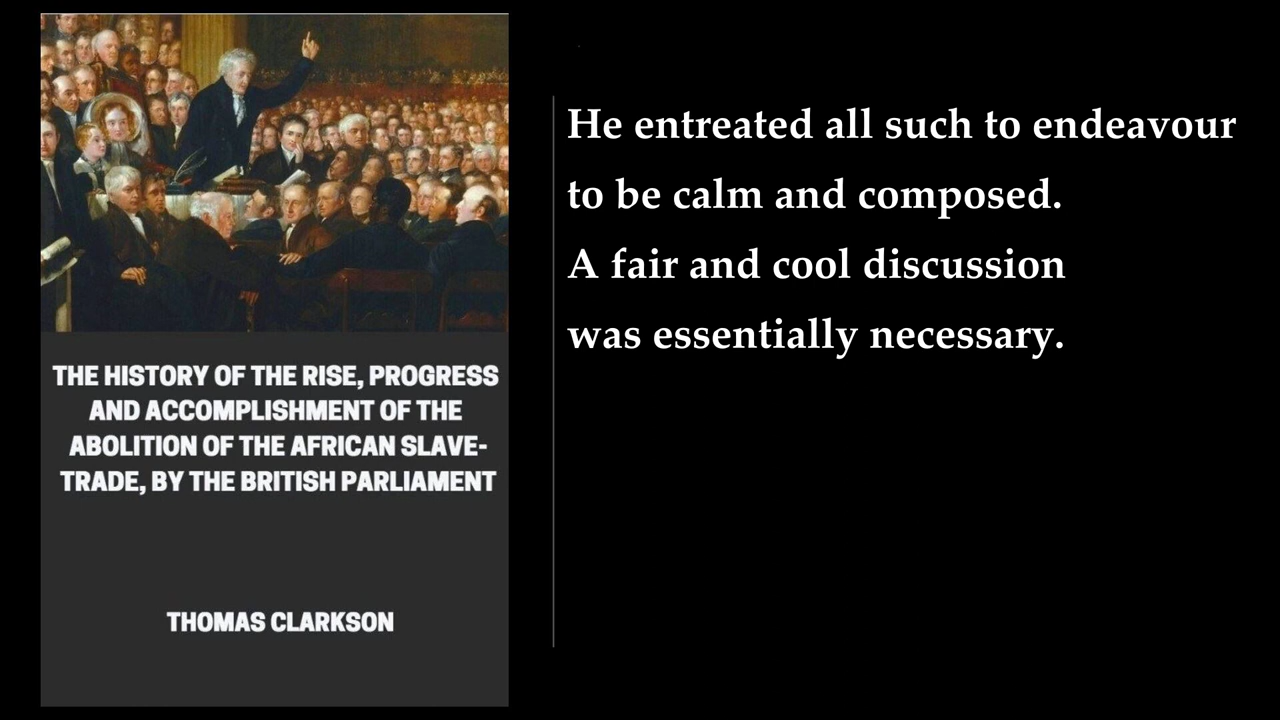 THE HISTORY OF THE RISE, PROGRESS
AND ACCOMPLISHMENT OF THE
ABOLITION OF THE AFRICAN SLAVE-
TRADE, BY THE BRITISH PARLIAMENT
THOMAS CLARKSON
He entreated all such to endeavour
to be calm and composed.
A fair and cool discussion
was essentially necessary.